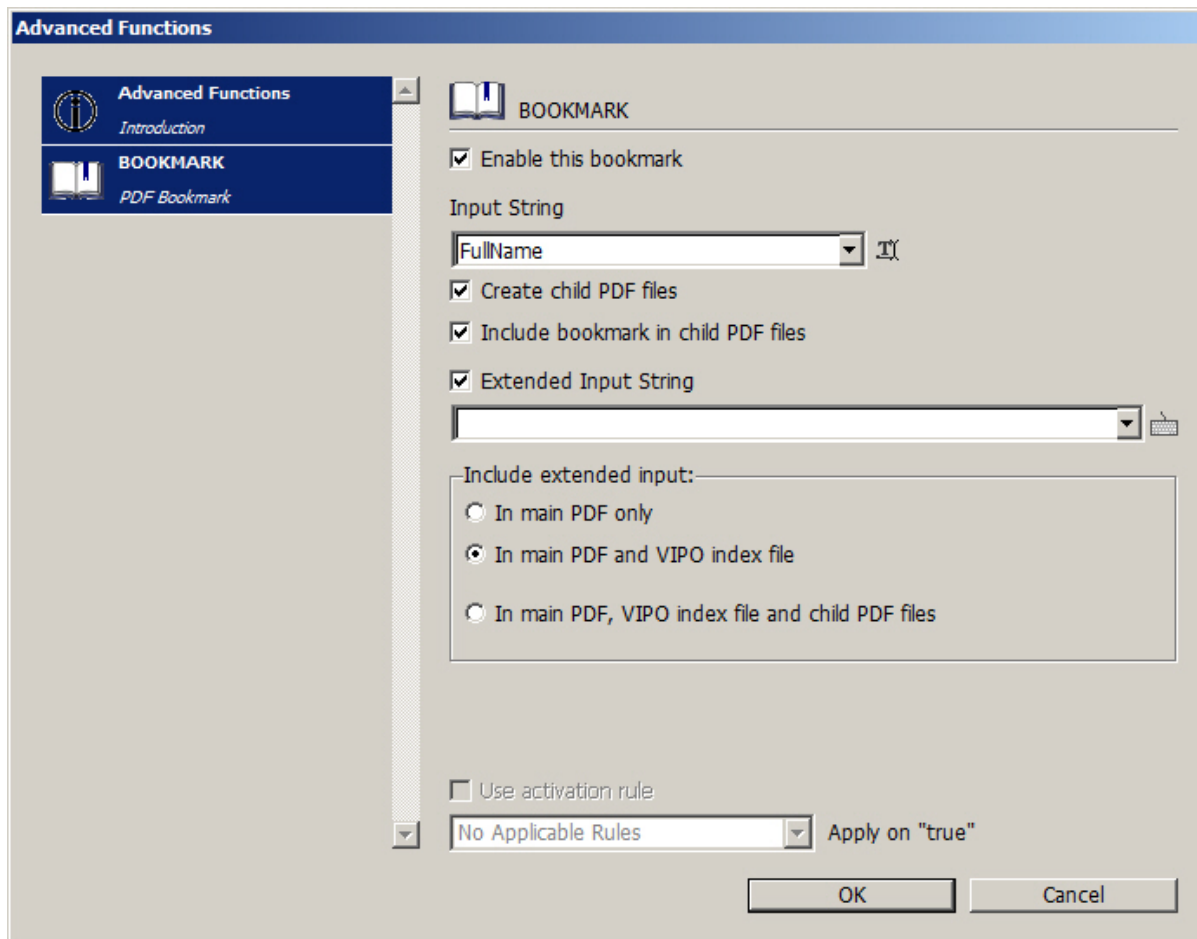 Advanced Functions
Advanced Functions
Introduction
BOOKMARK
PDF Bookmark
BOOKMARK
Enable this bookmark
Input String
FullName
Create child PDF files
Include bookmark in child PDF files
Extended Input String
Include extended input:
In main PDF only
In main PDF and VIPO index file
In main PDF, VIPO index file and child PDF files
Use activation rule
No Applicable Rules Apply on "true"
OK Cancel